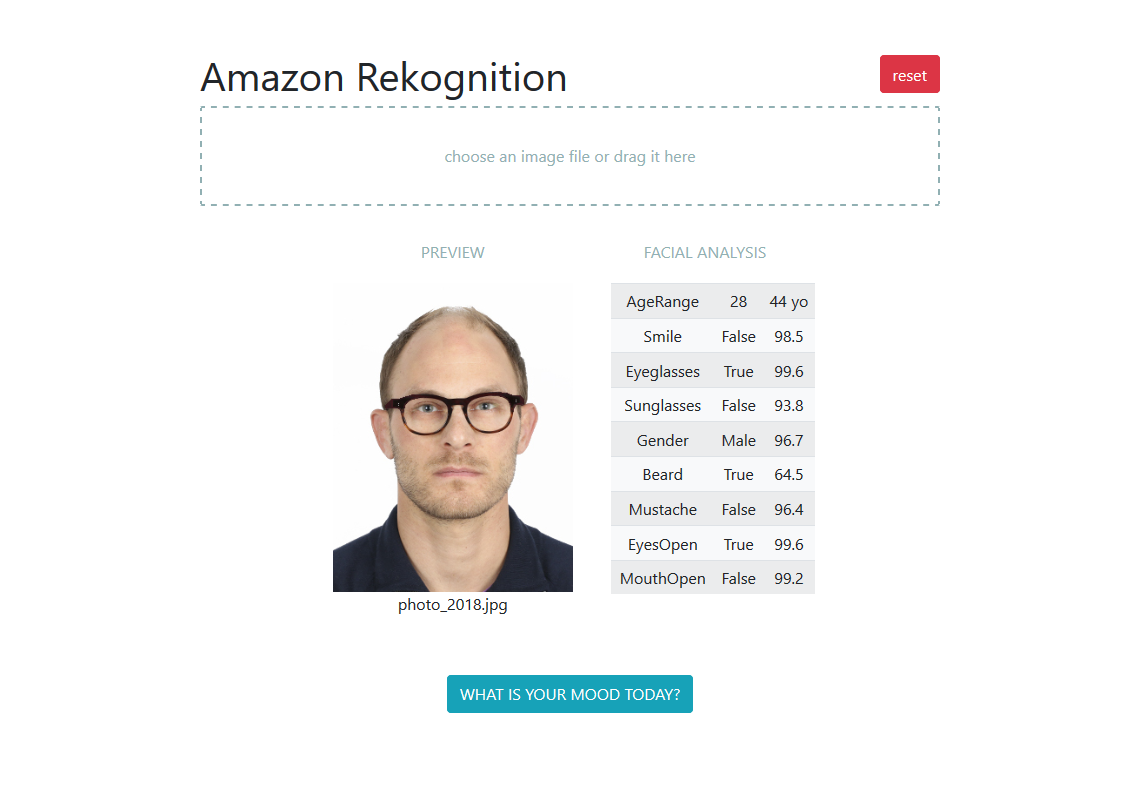 Amazon Rekognition
reset
choose an image file or drag it here
PREVIEW
FACIAL ANALYSIS
AgeRange 28 44 yo
Smile False 98.5
Eyeglasses True 99.6
Sunglasses False 93.8
Gender Male 96.7
Beard True 64.5
Mustache False 96.4
EyesOpen True 99.6
MouthOpen False 99.2
photo_2018.jpg
WHAT IS YOUR MOOD TODAY?